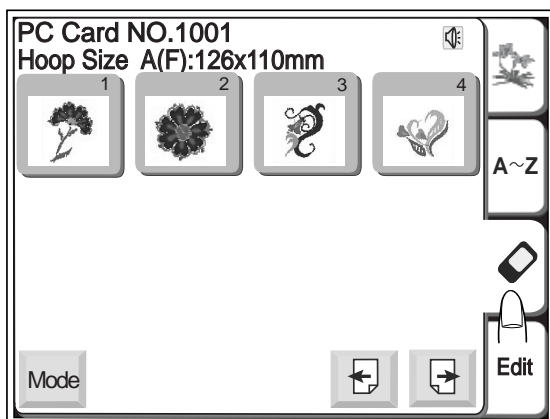 PC Card NO.1001
Hoop Size A(F):126x110mm
1 2 3 4
A~Z
Mode
Edit